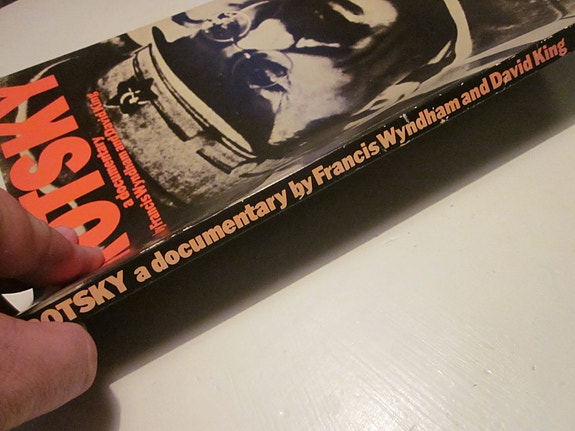 OTSKY
a documentary
by Francis Wyndham and David King
OTSKY a documentary by Francis Wyndham and David King